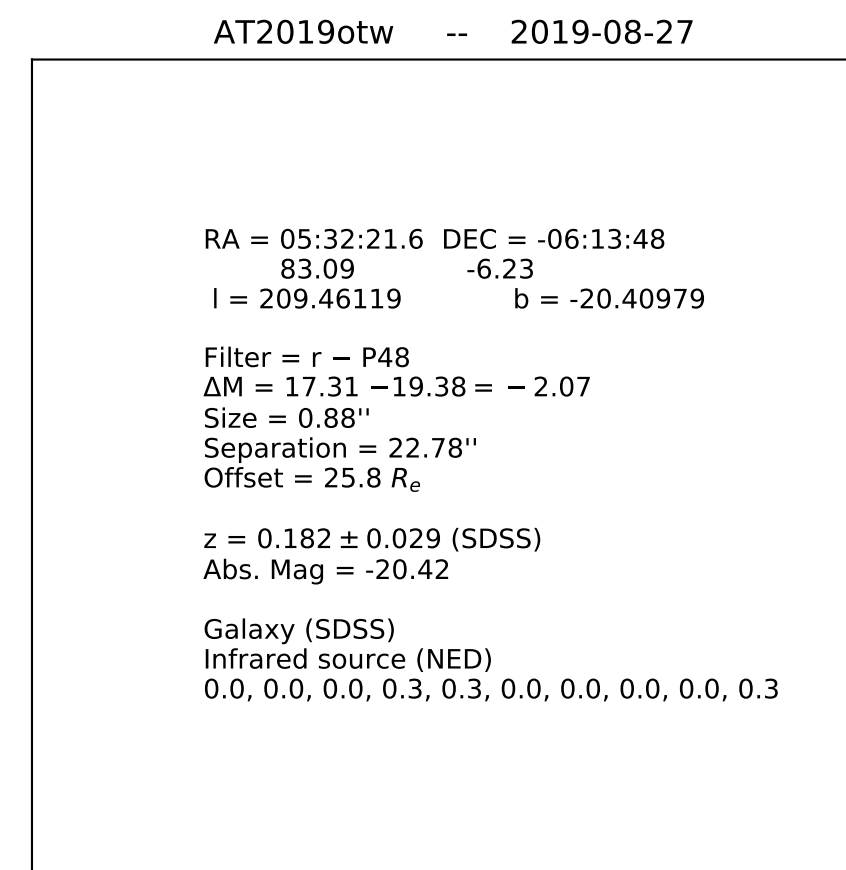 AT2019otw -- 2019-08-27
RA = 05:32:21.6 DEC = -06:13:48
83.09 -6.23
l = 209.46119 b = -20.40979
Filter = r − P48
ΔM = 17.31 −19.38 = − 2.07
Size = 0.88''
Separation = 22.78''
Offset = 25.8 Rₑ
z = 0.182 ± 0.029 (SDSS)
Abs. Mag = -20.42
Galaxy (SDSS)
Infrared source (NED)
0.0, 0.0, 0.0, 0.3, 0.3, 0.0, 0.0, 0.0, 0.0, 0.3